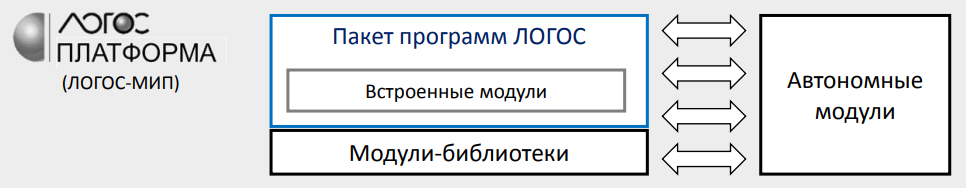 ЛОГОС
ПЛАТФОРМА
(ЛОГОС-МИП)
Пакет программ ЛОГОС
Встроенные модули
Модули-библиотеки
Автономные
модули